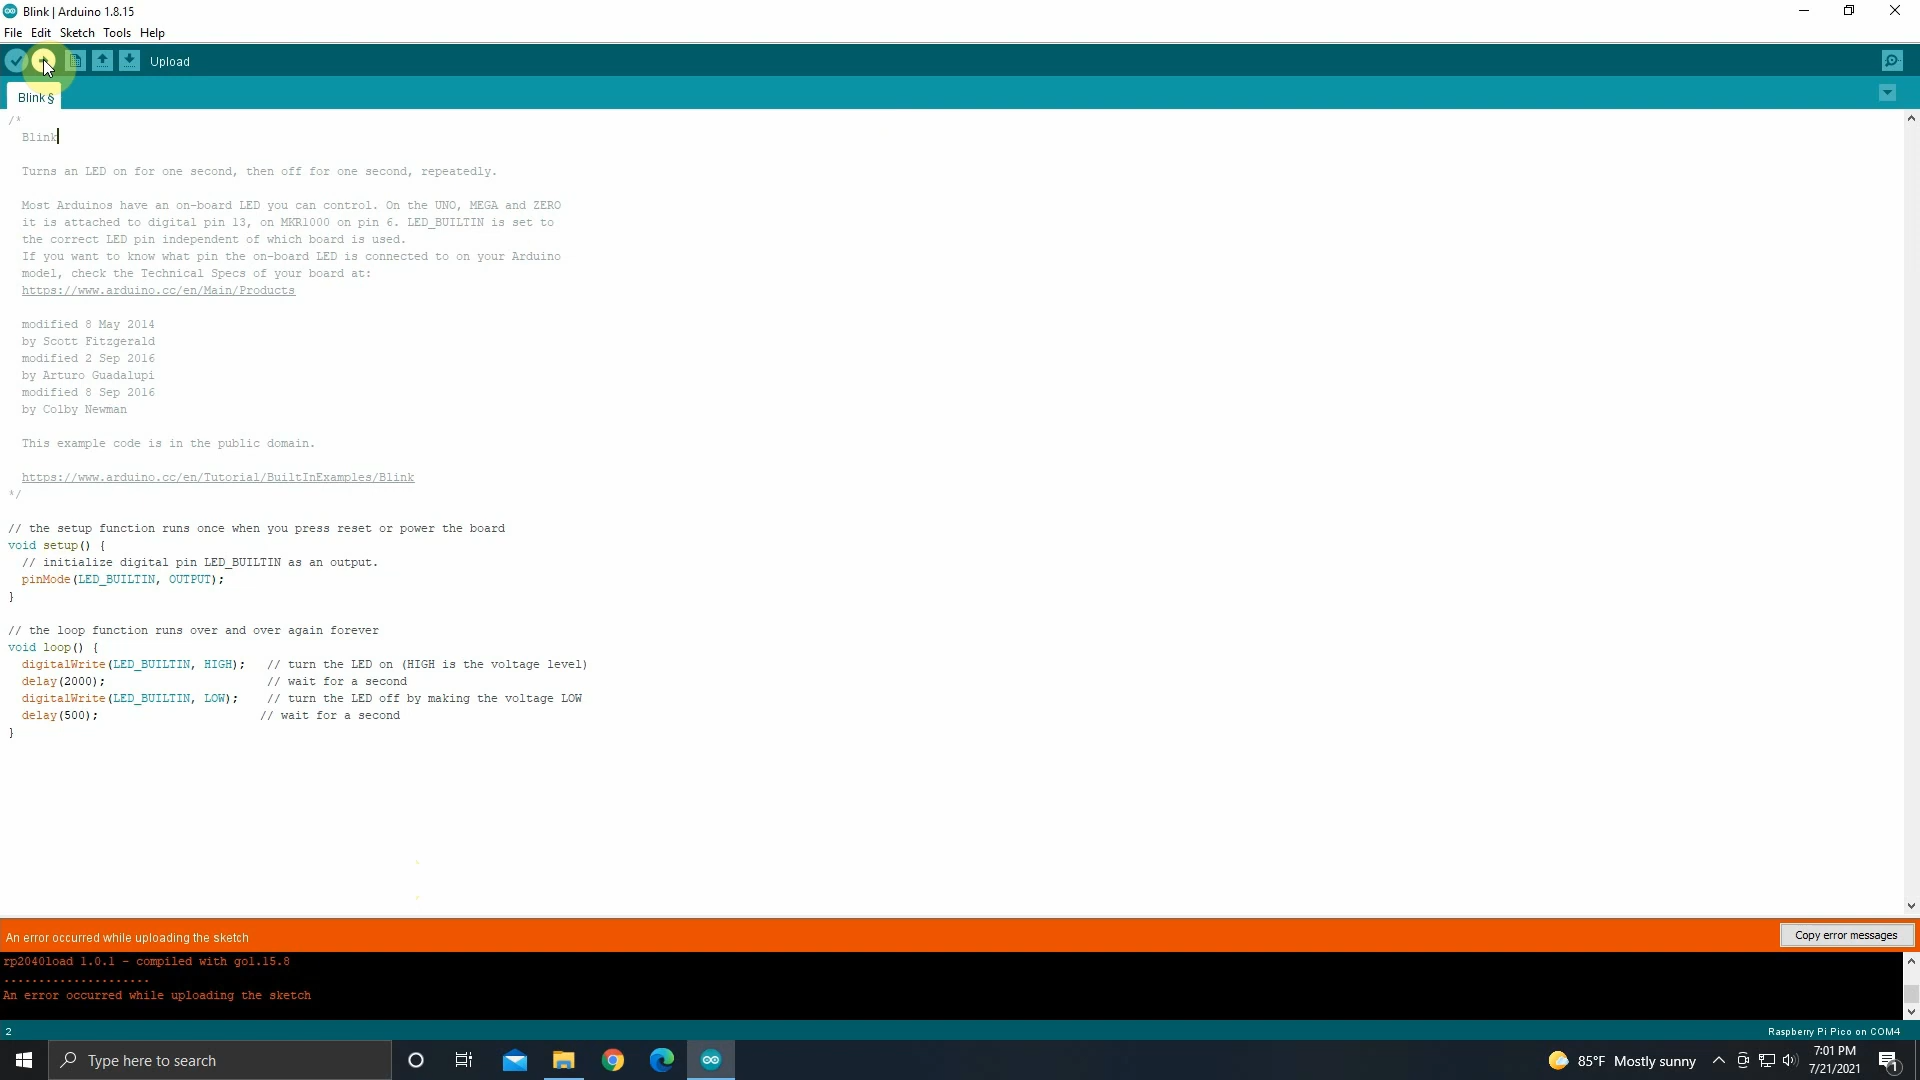 Blink | Arduino 1.8.15
File Edit Sketch Tools Help
Upload
Blink §
/*
Blink
Turns an LED on for one second, then off for one second, repeatedly.
Most Arduinos have an on-board LED you can control. On the UNO, MEGA and ZERO
it is attached to digital pin 13, on MKR1000 on pin 6. LED_BUILTIN is set to
the correct LED pin independent of which board is used.
If you want to know what pin the on-board LED is connected to on your Arduino
model, check the Technical Specs of your board at:
https://www.arduino.cc/en/Main/Products
modified 8 May 2014
by Scott Fitzgerald
modified 2 Sep 2016
by Arturo Guadalupi
modified 8 Sep 2016
by Colby Newman
This example code is in the public domain.
https://www.arduino.cc/en/Tutorial/BuiltInExamples/Blink
*/
// the setup function runs once when you press reset or power the board
void setup() {
// initialize digital pin LED_BUILTIN as an output.
pinMode(LED_BUILTIN, OUTPUT);
}
// the loop function runs over and over again forever
void loop() {
digitalWrite(LED_BUILTIN, HIGH);   // turn the LED on (HIGH is the voltage level)
delay(2000);                       // wait for a second
digitalWrite(LED_BUILTIN, LOW);    // turn the LED off by making the voltage LOW
delay(500);                       // wait for a second
}
An error occurred while uploading the sketch
Copy error messages
rp2040load 1.0.1 - compiled with go1.15.8
.....................
An error occurred while uploading the sketch
2
Raspberry Pi Pico on COM4
Type here to search
85°F Mostly sunny
7:01 PM
7/21/2021
1